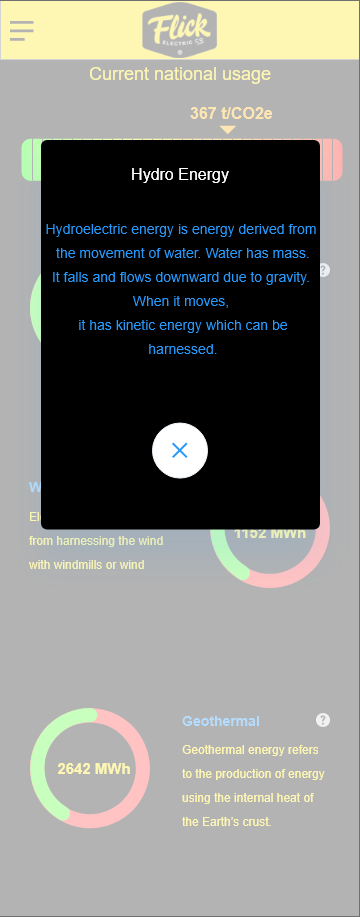 Flick
ELECTRIC Co
Current national usage
367 t/CO2e
Hydro Energy
Hydroelectric energy is energy derived from
the movement of water. Water has mass.
It falls and flows downward due to gravity.
When it moves,
it has kinetic energy which can be
harnessed.
?
W
El
from harnessing the wind
with windmills or wind
1152 MWh
Geothermal
?
Geothermal energy refers
to the production of energy
using the internal heat of
the Earth's crust.
2642 MWh